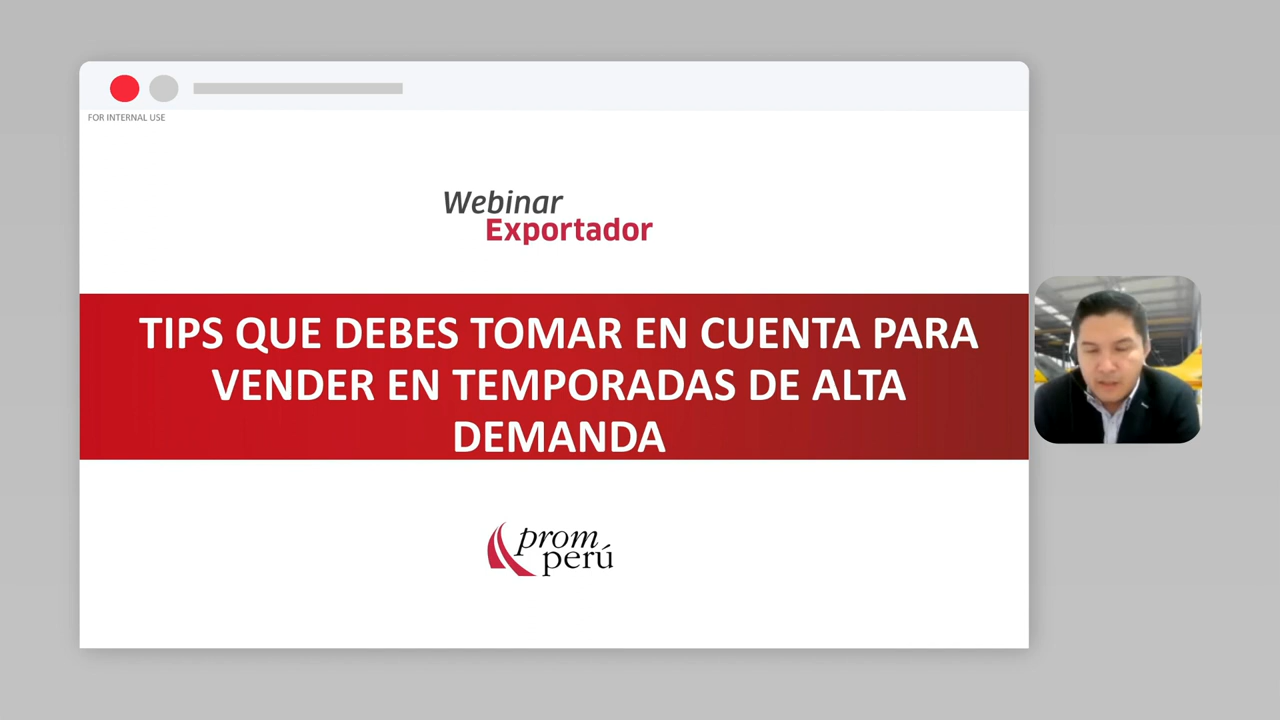 FOR INTERNAL USE
Webinar
Exportador
TIPS QUE DEBES TOMAR EN CUENTA PARA
VENDER EN TEMPORADAS DE ALTA
DEMANDA
prom
perú